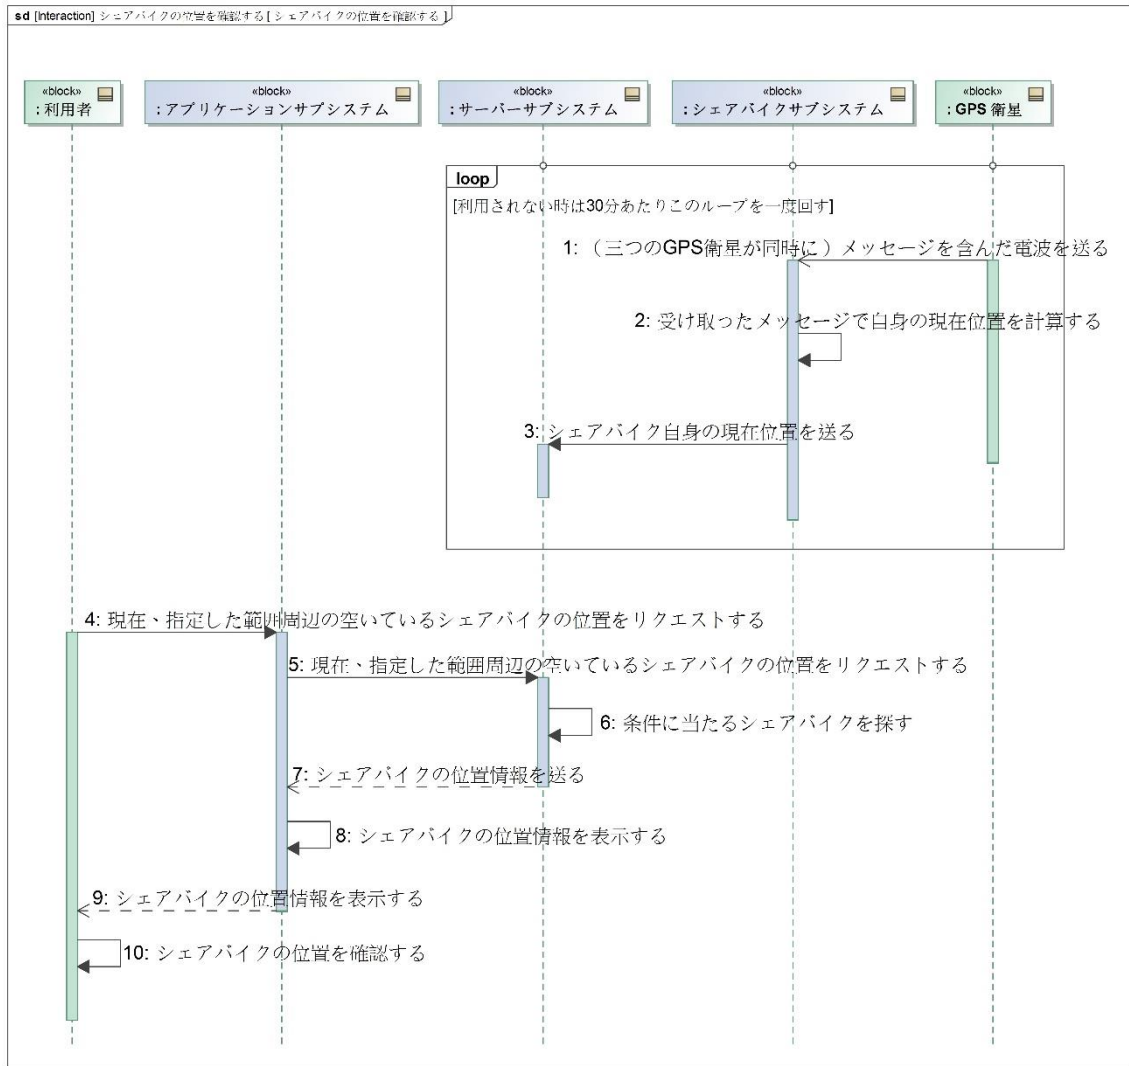 sd [Interaction] シェアバイクの位置を確認する [ シェアバイクの位置を確認する ]
«block»
: 利用者
«block»
: アプリケーションサブシステム
«block»
: サーバーサブシステム
«block»
: シェアバイクサブシステム
«block»
: GPS 衛星
loop
[利用されない時は30分あたりこのループを一度回す]
1: （三つのGPS衛星が同時に）メッセージを含んだ電波を送る
2: 受け取ったメッセージで自身の現在位置を計算する
3: シェアバイク自身の現在位置を送る
4: 現在、指定した範囲周辺の空いているシェアバイクの位置をリクエストする
5: 現在、指定した範囲周辺の空いているシェアバイクの位置をリクエストする
6: 条件に当たるシェアバイクを探す
7: シェアバイクの位置情報を送る
8: シェアバイクの位置情報を表示する
9: シェアバイクの位置情報を表示する
10: シェアバイクの位置を確認する